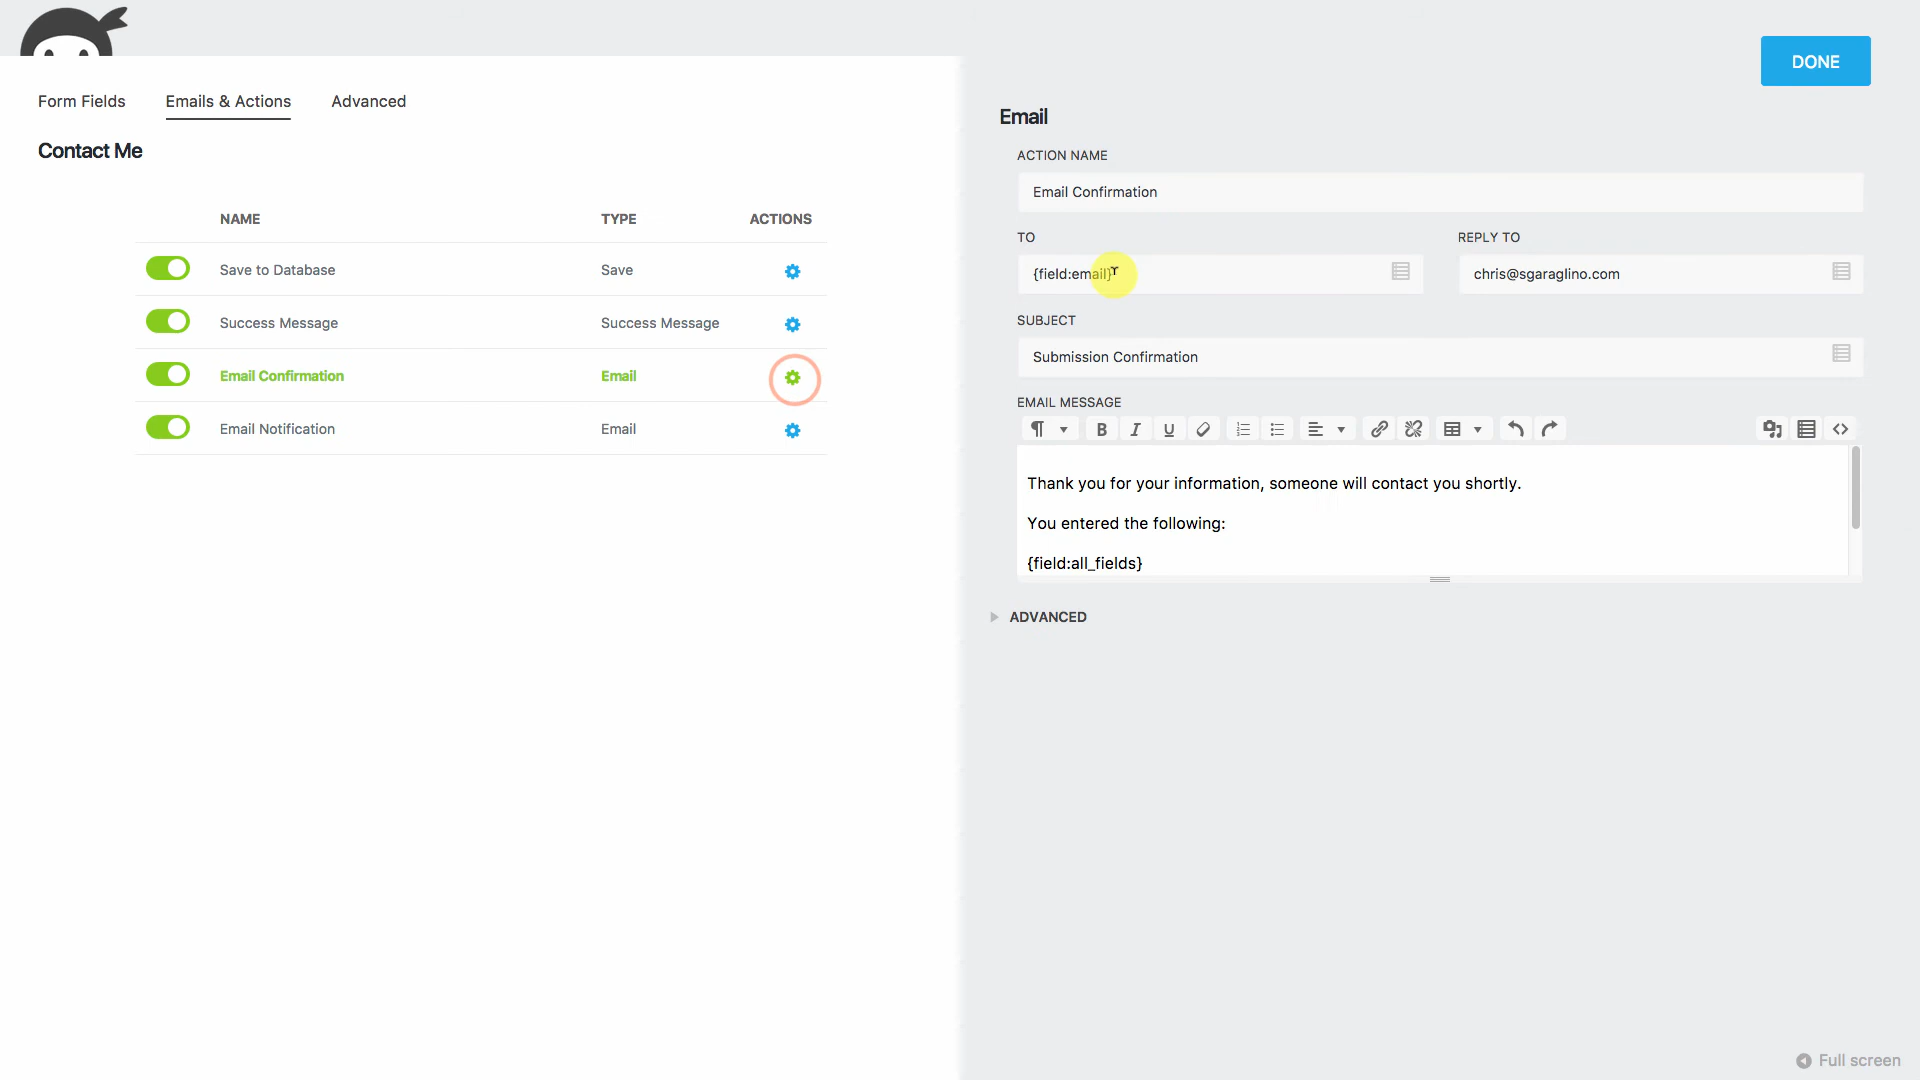 DONE
Form Fields
Emails & Actions
Advanced
Contact Me
NAME
TYPE
ACTIONS
Save to Database
Save
Success Message
Success Message
Email Confirmation
Email
Email Notification
Email
Email
ACTION NAME
Email Confirmation
TO
REPLY TO
{field:email}
chris@sgaraglino.com
SUBJECT
Submission Confirmation
EMAIL MESSAGE
Thank you for your information, someone will contact you shortly.
You entered the following:
{field:all_fields}
ADVANCED
Full screen